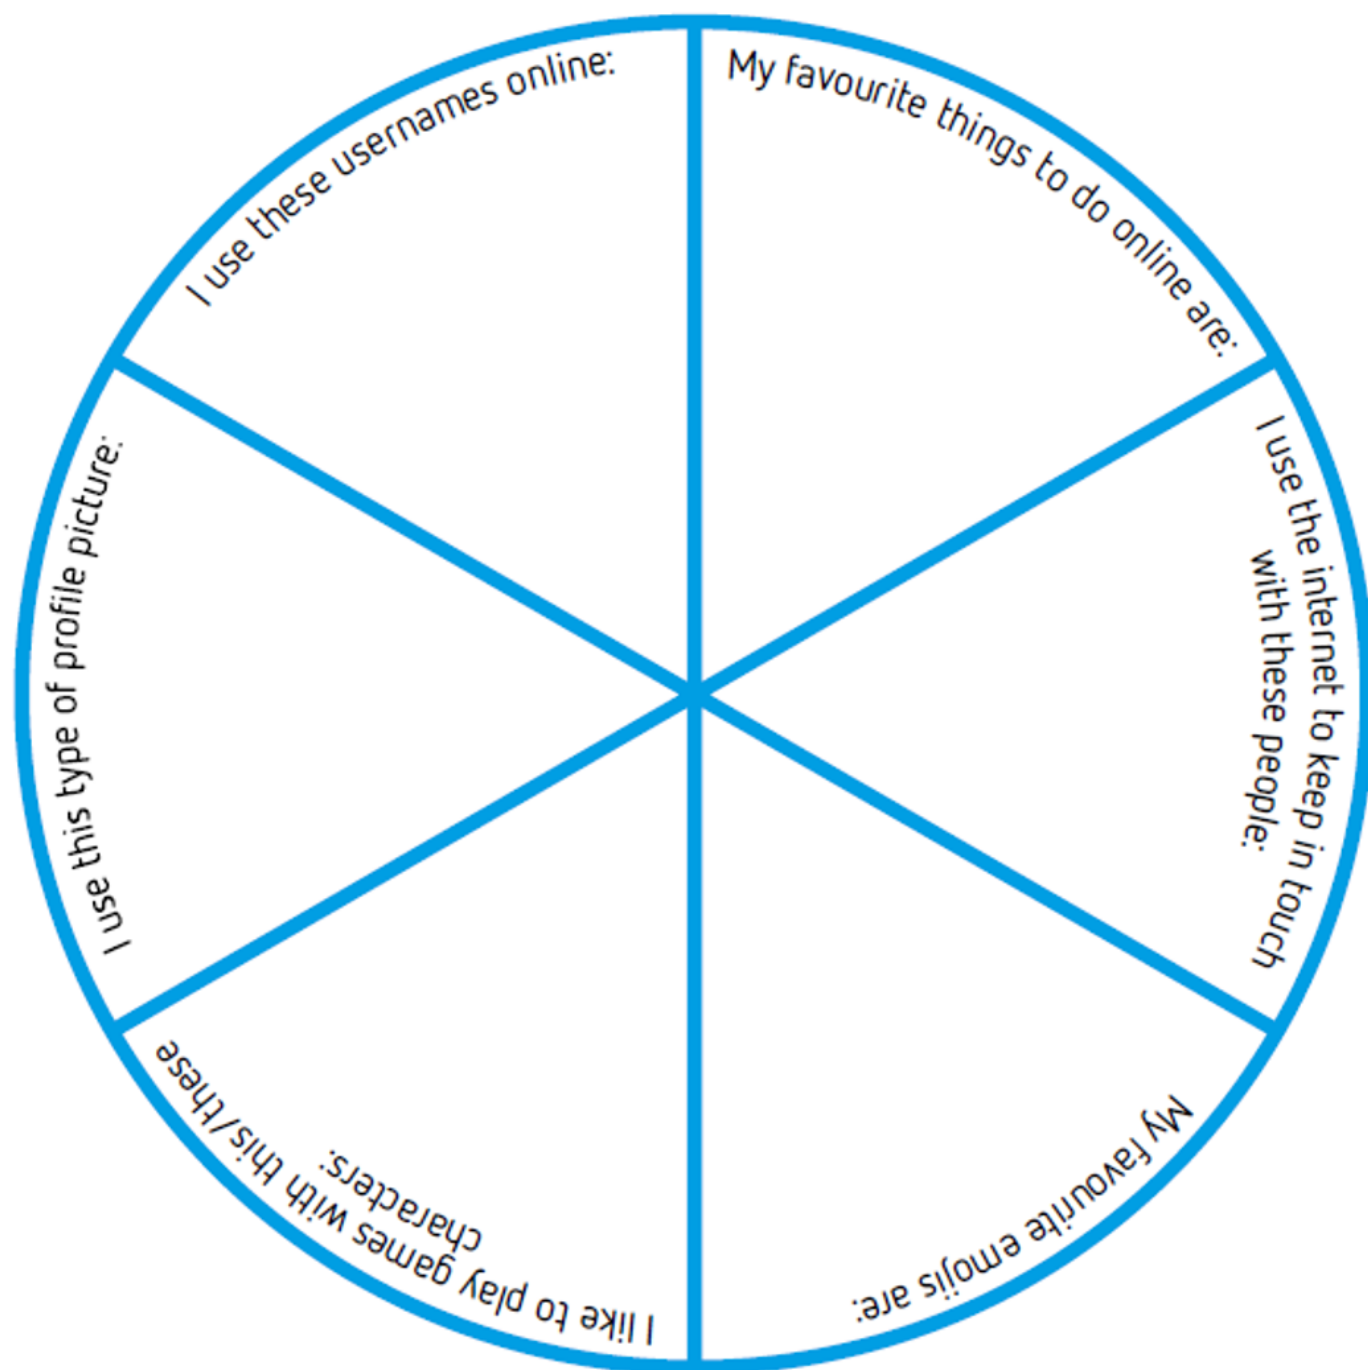 My favourite things to do online are:
I use the internet to keep in touch
with these people:
My favourite emojis are:
I like to play games with this/these
characters:
I use this type of profile picture:
I use these usernames online: